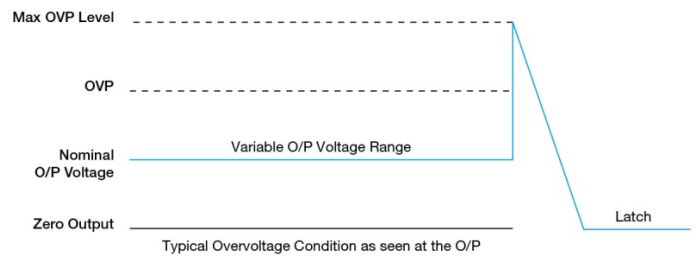 Max OVP Level
OVP
Variable O/P Voltage Range
Nominal
O/P Voltage
Zero Output
Latch
Typical Overvoltage Condition as seen at the O/P